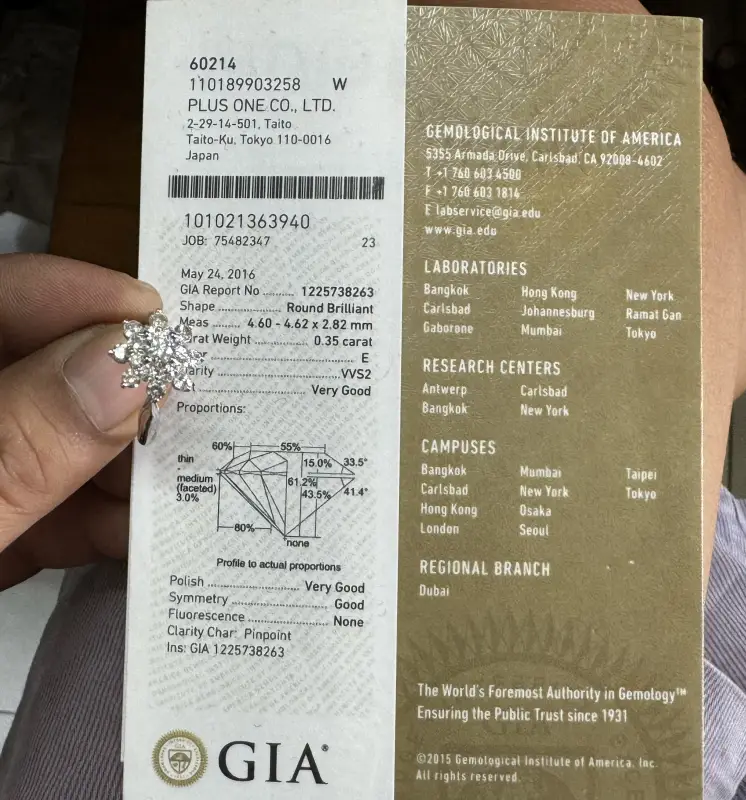 60214
110189903258 W
PLUS ONE CO., LTD.
2-29-14-501, Taito
Taito-Ku, Tokyo 110-0016
Japan
101021363940
JOB: 75482347 23
May 24, 2016
GIA Report No 1225738263
Shape Round Brilliant
Meas 4.60 - 4.62 x 2.82 mm
Weight 0.35 carat
E
VVS2
Very Good
Proportions:
60% 55%
thin
-
medium
(faceted)
3.0%
15.0% 33.5°
61.2%
43.5% 41.4°
80%
none
Profile to actual proportions
Polish Very Good
Symmetry Good
Fluorescence None
Clarity Char: Pinpoint
Ins: GIA 1225738263
GIA®
GEMOLOGICAL INSTITUTE OF AMERICA
5355 Armada Drive, Carlsbad, CA 92008-4602
T +1 760 603 4500
F +1 760 603 1814
E labservice@gia.edu
www.gia.edu
LABORATORIES
Bangkok Hong Kong New York
Carlsbad Johannesburg Ramat Gan
Gaborone Mumbai Tokyo
RESEARCH CENTERS
Antwerp Carlsbad
Bangkok New York
CAMPUSES
Bangkok Mumbai Taipei
Carlsbad New York Tokyo
Hong Kong Osaka
London Seoul
REGIONAL BRANCH
Dubai
The World's Foremost Authority in Gemology™
Ensuring the Public Trust since 1931
©2015 Gemological Institute of America, Inc.
All rights reserved.